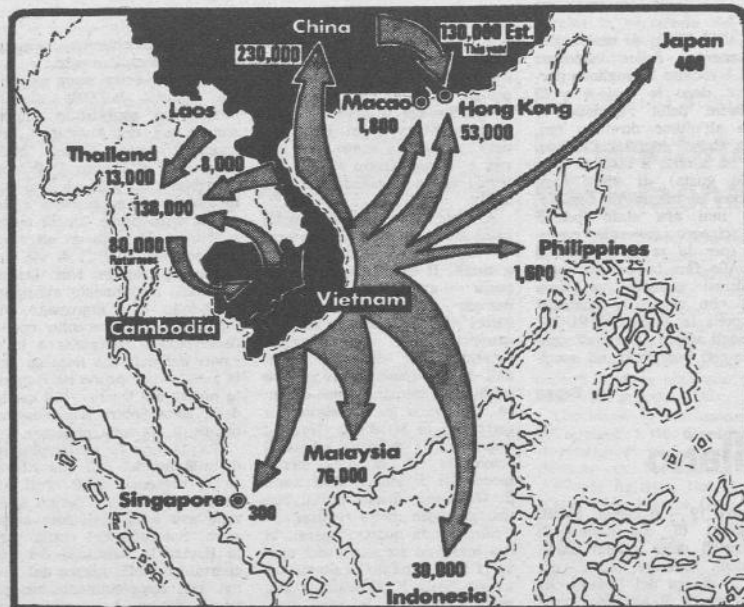 China
230,000
130,000 Est.
This year
Japan
400
Macao
1,800
Hong Kong
53,000
Laos
Thailand
13,000
8,000
138,000
80,000
Returnees
Philippines
Vietnam
Cambodia
Malaysia
76,000
Singapore
300
30,000
Indonesia